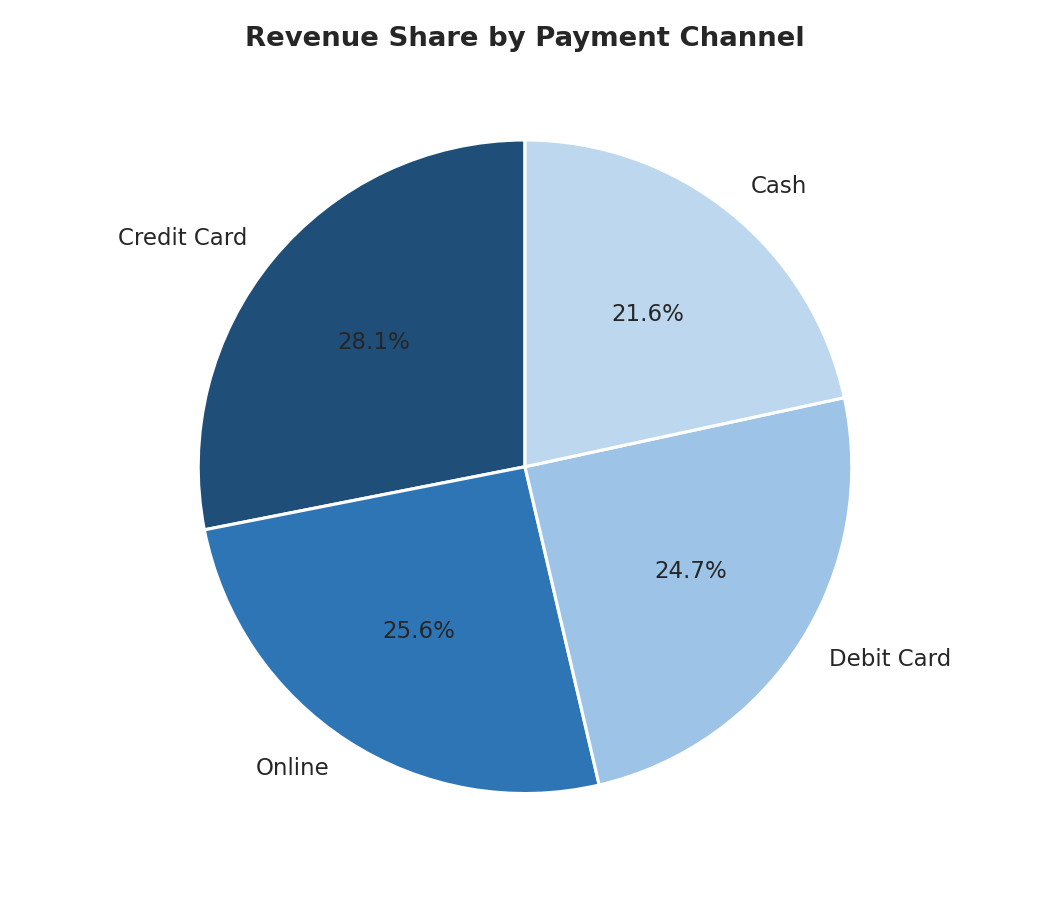 Revenue Share by Payment Channel
Cash
Credit Card
21.6%
28.1%
24.7%
25.6%
Debit Card
Online